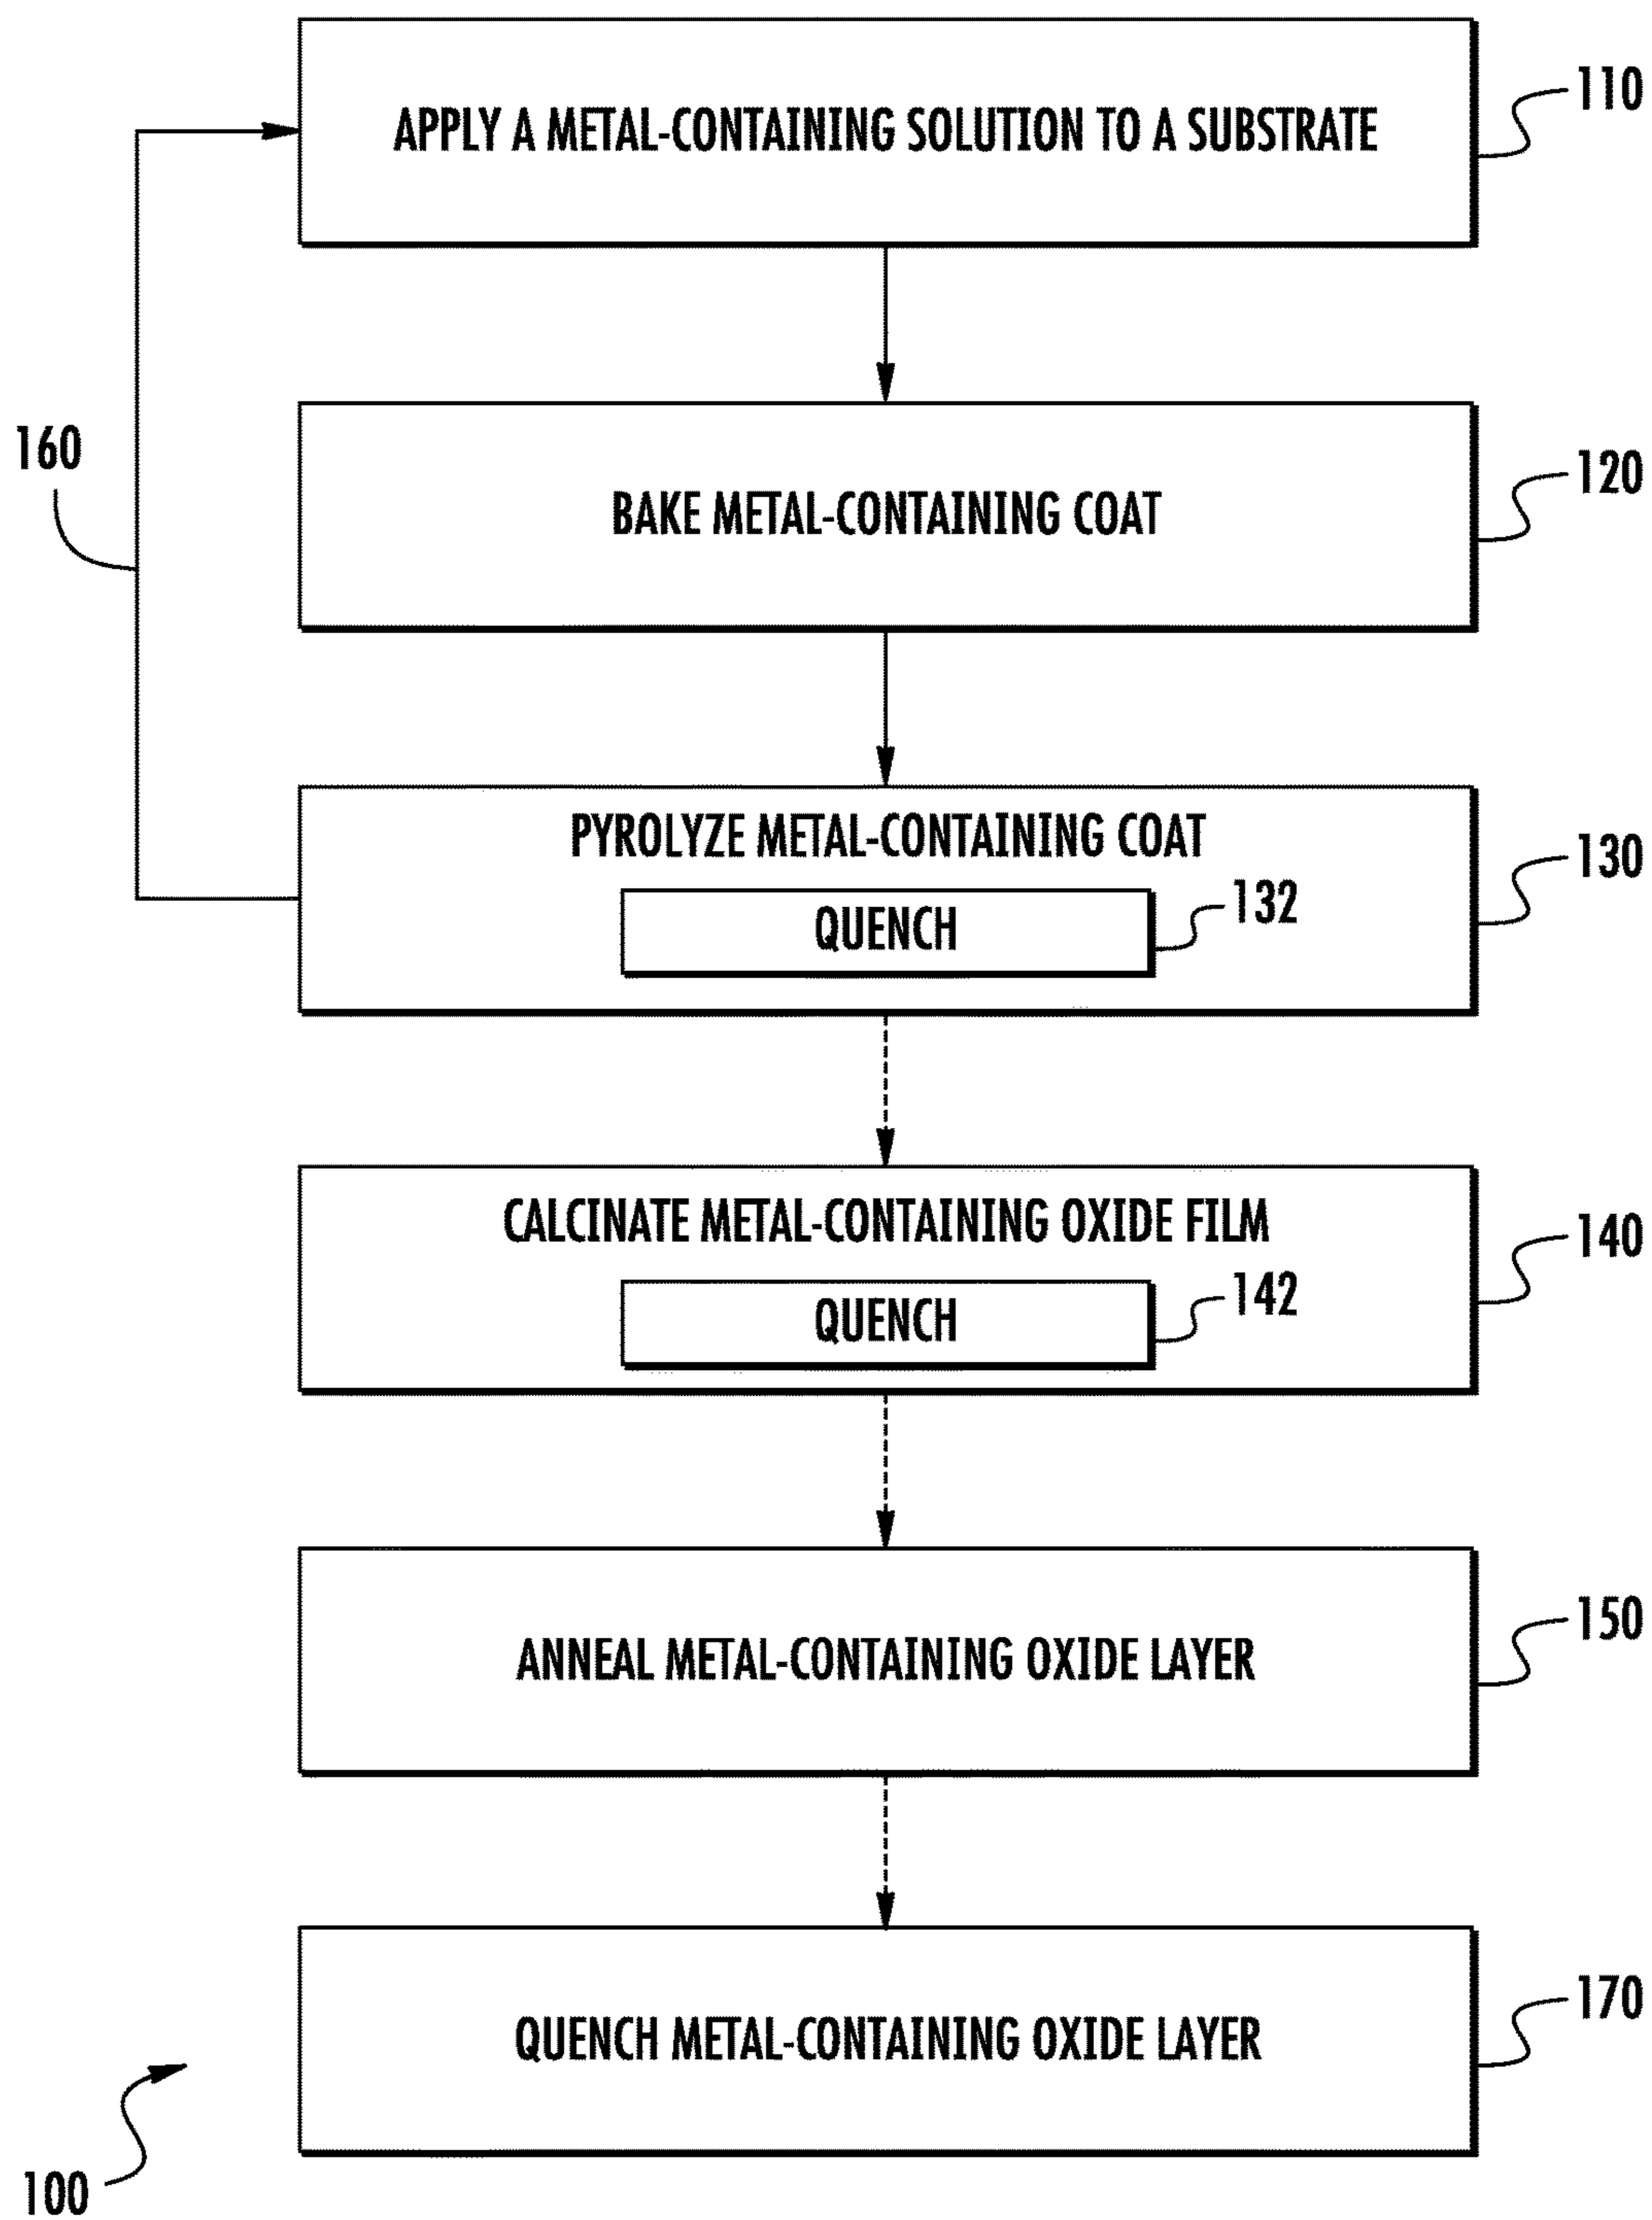 APPLY A METAL-CONTAINING SOLUTION TO A SUBSTRATE
110
160
BAKE METAL-CONTAINING COAT
120
PYROLYZE METAL-CONTAINING COAT
130
QUENCH
132
CALCINATE METAL-CONTAINING OXIDE FILM
140
QUENCH
142
ANNEAL METAL-CONTAINING OXIDE LAYER
150
QUENCH METAL-CONTAINING OXIDE LAYER
170
100